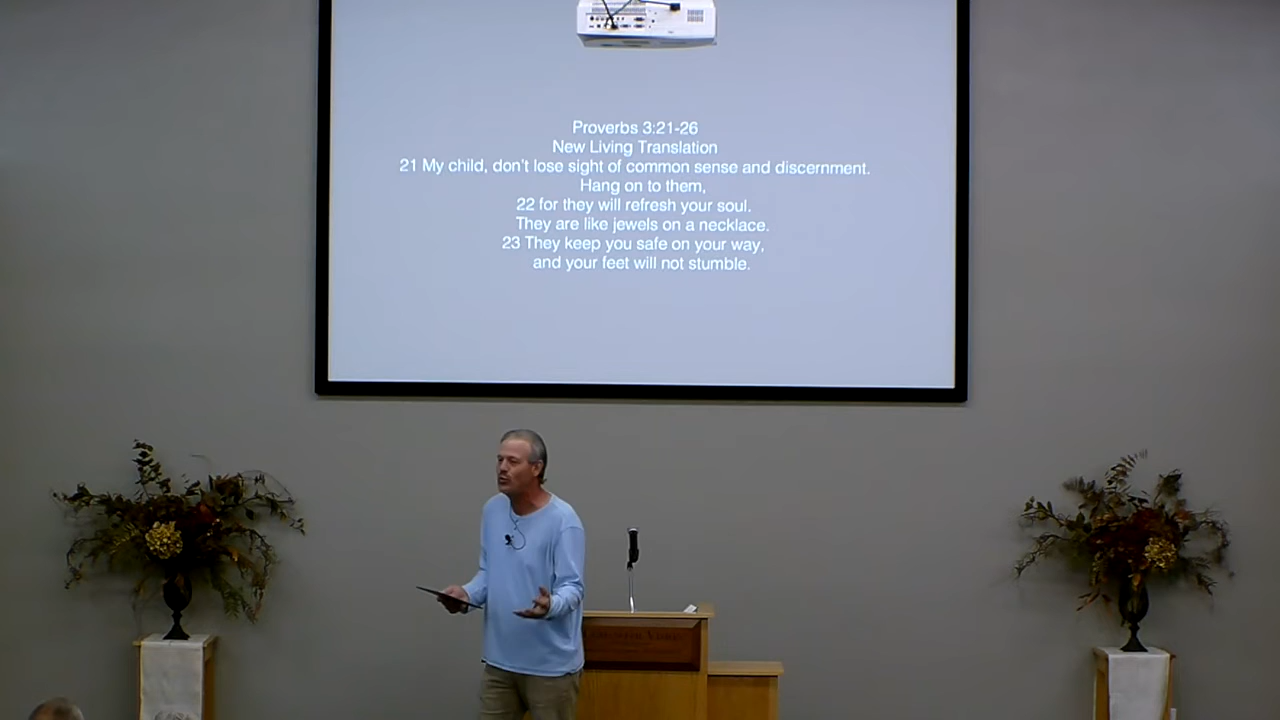 Proverbs 3:21-26
New Living Translation
21 My child, don't lose sight of common sense and discernment.
Hang on to them,
22 for they will refresh your soul.
They are like jewels on a necklace.
23 They keep you safe on your way,
and your feet will not stumble.